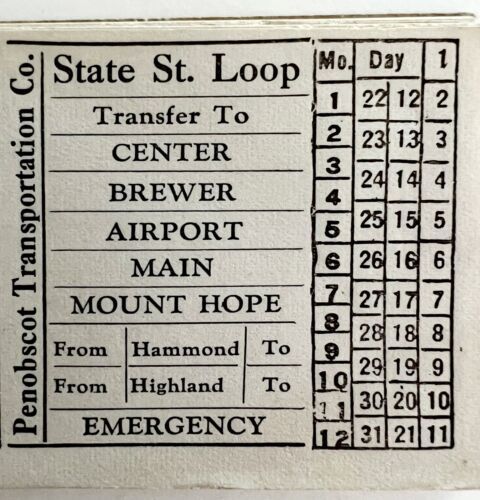 Penobscot Transportation Co.
State St. Loop
Transfer To
CENTER
BREWER
AIRPORT
MAIN
MOUNT HOPE
From Hammond To
From Highland To
EMERGENCY
Mo. Day 1
1 22 12 2
2 23 13 3
3 24 14 4
4 25 15 5
5 26 16 6
6 27 17 7
7 28 18 8
8 29 19 9
9 30 20 10
10 31 21 11
11
12